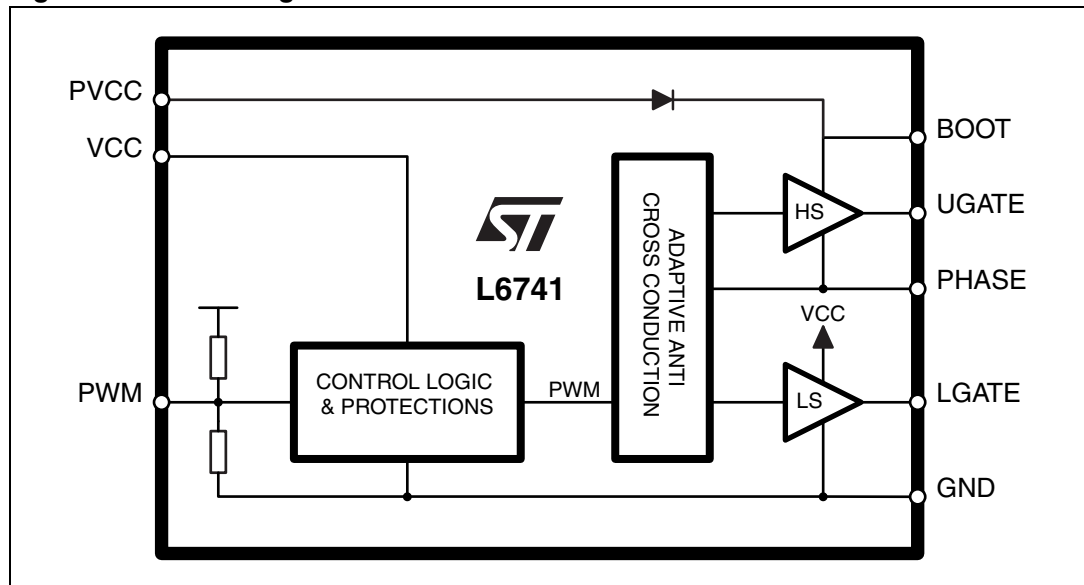 PVCC
VCC
BOOT
HS
UGATE
ADAPTIVE ANTI
CROSS CONDUCTION
ST
L6741
PHASE
VCC
PWM
CONTROL LOGIC
& PROTECTIONS
PWM
LS
LGATE
GND